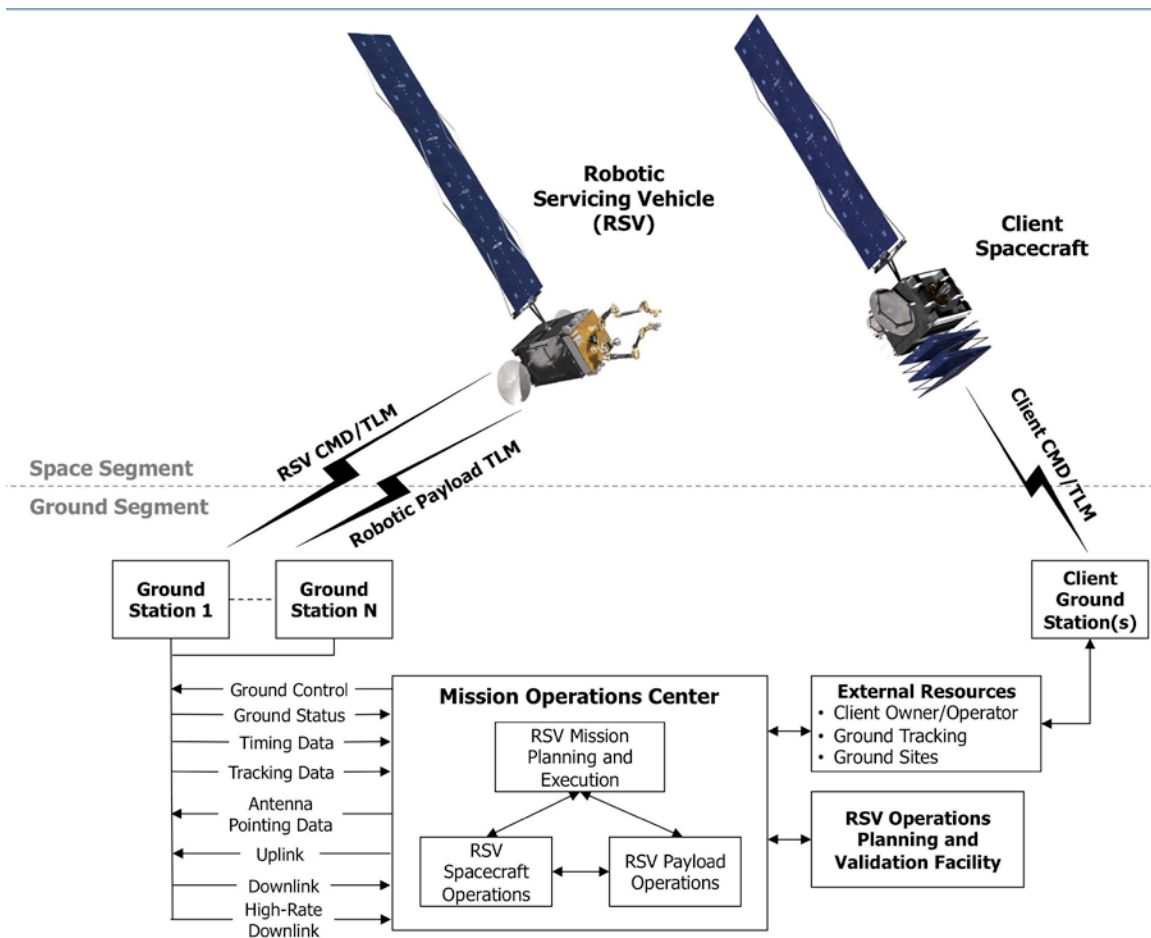 Robotic
Servicing Vehicle
(RSV)
Client
Spacecraft
RSV CMD/TLM
Robotic Payload TLM
Client CMD/TLM
Space Segment
Ground Segment
Ground
Station 1
Ground
Station N
Client
Ground
Station(s)
Ground Control
Ground Status
Timing Data
Tracking Data
Antenna
Pointing Data
Uplink
Downlink
High-Rate
Downlink
Mission Operations Center
RSV Mission
Planning and
Execution
RSV
Spacecraft
Operations
RSV Payload
Operations
External Resources
• Client Owner/Operator
• Ground Tracking
• Ground Sites
RSV Operations
Planning and
Validation Facility